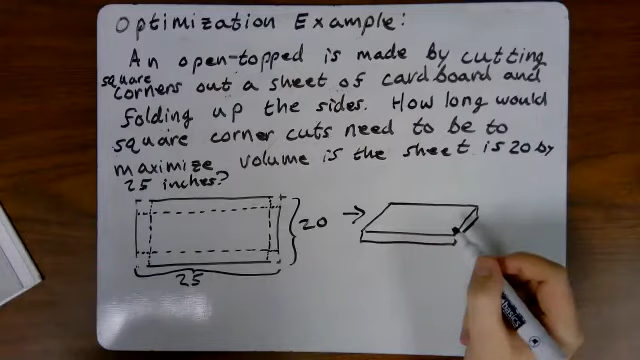 Optimization Example:
An open-topped is made by cutting
square
corners out a sheet of cardboard and
folding up the sides. How long would
square corner cuts need to be to
maximize volume is the sheet is 20 by
25 inches?
20
25